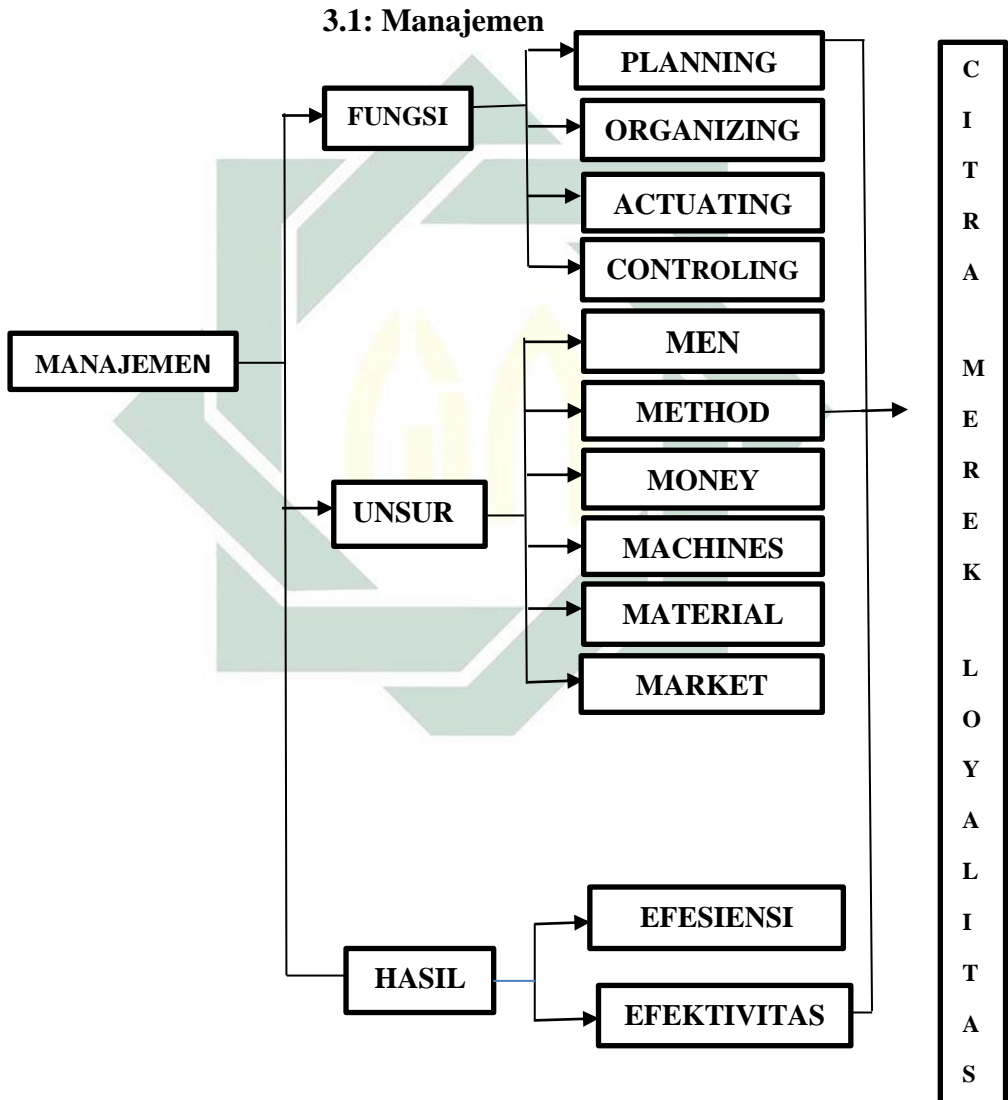 3.1: Manajemen
MANAJEMEN
FUNGSI
PLANNING
ORGANIZING
ACTUATING
CONTROLING
UNSUR
MEN
METHOD
MONEY
MACHINES
MATERIAL
MARKET
HASIL
EFESIENSI
EFEKTIVITAS
C
I
T
R
A
M
E
R
E
K
L
O
Y
A
L
I
T
A
S